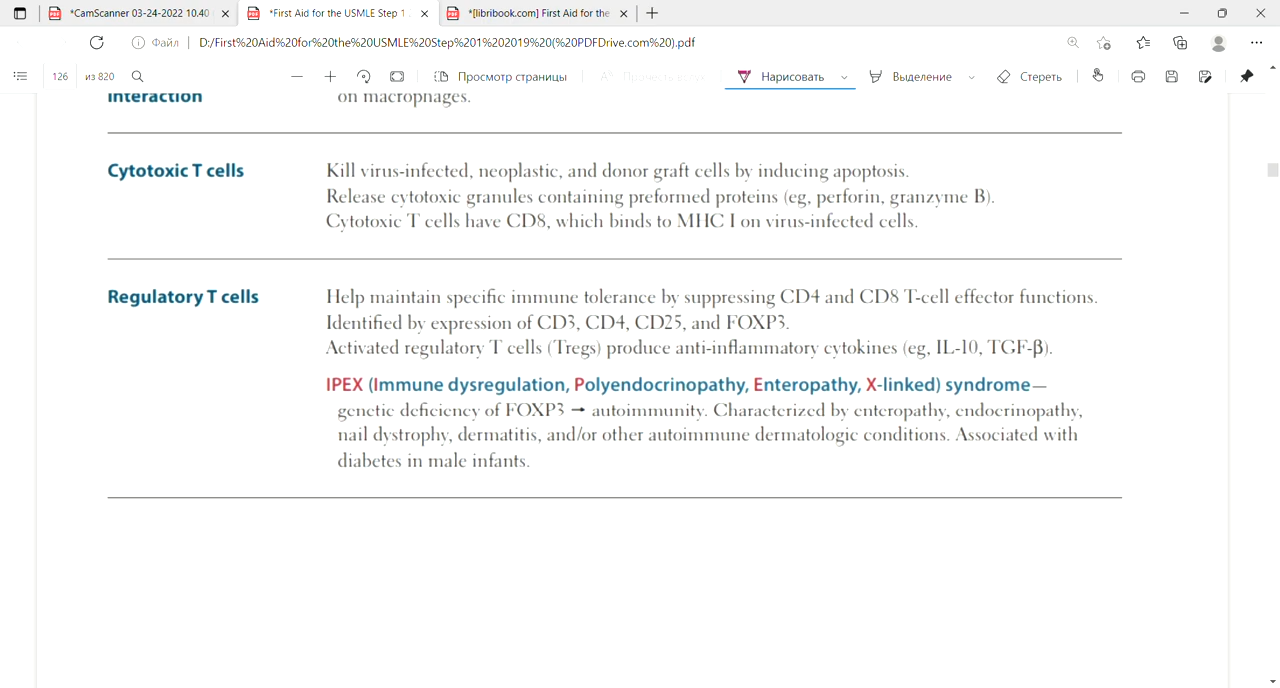 *CamScanner 03-24-2022 10.40
*First Aid for the USMLE Step 1
*[libribook.com] First Aid for the
Файл
D:/First%20Aid%20for%20the%20USMLE%20Step%201%202019%20(%20PDFDrive.com%20).pdf
126 из 820
Просмотр страницы
Прочесть вслух
Нарисовать
Выделение
Стереть
interaction on macrophages.
Cytotoxic T cells
Kill virus-infected, neoplastic, and donor graft cells by inducing apoptosis.
Release cytotoxic granules containing preformed proteins (eg, perforin, granzyme B).
Cytotoxic T cells have CD8, which binds to MHC I on virus-infected cells.
Regulatory T cells
Help maintain specific immune tolerance by suppressing CD4 and CD8 T-cell effector functions.
Identified by expression of CD3, CD4, CD25, and FOXP3.
Activated regulatory T cells (Tregs) produce anti-inflammatory cytokines (eg, IL-10, TGF-β).
IPEX (Immune dysregulation, Polyendocrinopathy, Enteropathy, X-linked) syndrome—
genetic deficiency of FOXP3 → autoimmunity. Characterized by enteropathy, endocrinopathy,
nail dystrophy, dermatitis, and/or other autoimmune dermatologic conditions. Associated with
diabetes in male infants.